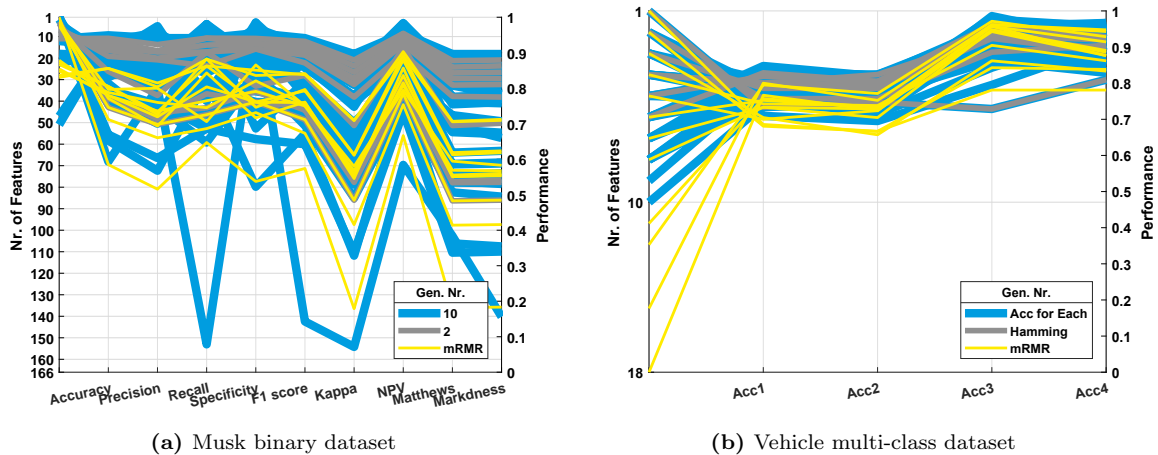 1
10
20
30
40
50
60
70
80
90
100
110
120
130
140
150
160
166
Nr. of Features
1
0.9
0.8
0.7
0.6
0.5
0.4
0.3
0.2
0.1
0
Performance
Gen. Nr.
10
2
mRMR
Accuracy
Precision
Recall
Specificity
F1 score
Kappa
NPV
Matthews
Markdness
(a) Musk binary dataset
1
10
18
Nr. of Features
1
0.9
0.8
0.7
0.6
0.5
0.4
0.3
0.2
0.1
0
Performance
Gen. Nr.
Acc for Each
Hamming
mRMR
Acc1
Acc2
Acc3
Acc4
(b) Vehicle multi-class dataset